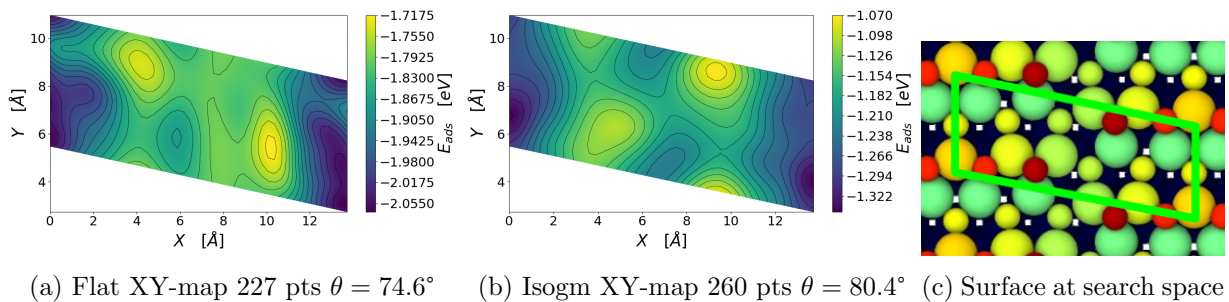 10
8
6
4
0 2 4 6 8 10 12
X [Å]
Y [Å]
−1.7175
−1.7550
−1.7925
−1.8300
−1.8675
−1.9050
−1.9425
−1.9800
−2.0175
−2.0550
E_ads [eV]
10
8
6
4
0 2 4 6 8 10 12
X [Å]
Y [Å]
−1.070
−1.098
−1.126
−1.154
−1.182
−1.210
−1.238
−1.266
−1.294
−1.322
E_ads [eV]
(a) Flat XY-map 227 pts θ = 74.6°
(b) Isogm XY-map 260 pts θ = 80.4°
(c) Surface at search space